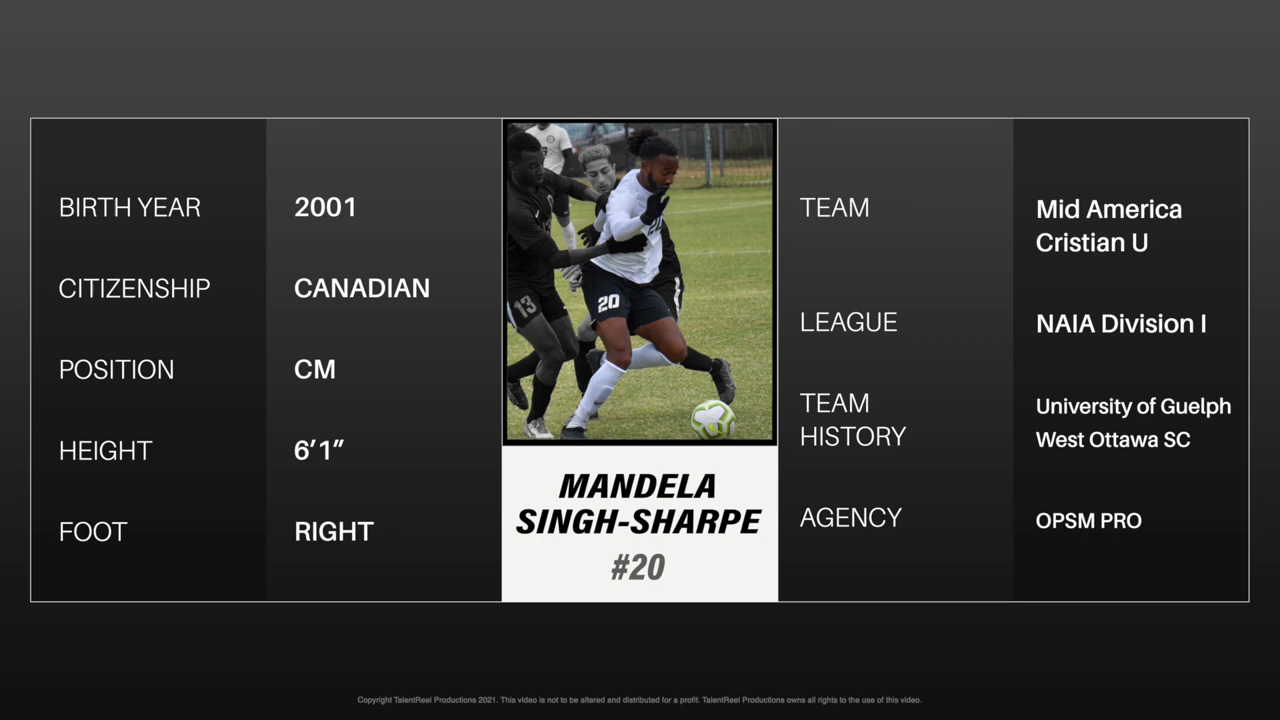 BIRTH YEAR
2001
CITIZENSHIP
CANADIAN
POSITION
CM
HEIGHT
6’1”
FOOT
RIGHT
13
20
MANDELA
SINGH-SHARPE
#20
TEAM
Mid America
Cristian U
LEAGUE
NAIA Division I
TEAM
HISTORY
University of Guelph
West Ottawa SC
AGENCY
OPSM PRO
Copyright TalentReel Productions 2021. This video is not to be altered and distributed for a profit. TalentReel Productions owns all rights to the use of this video.